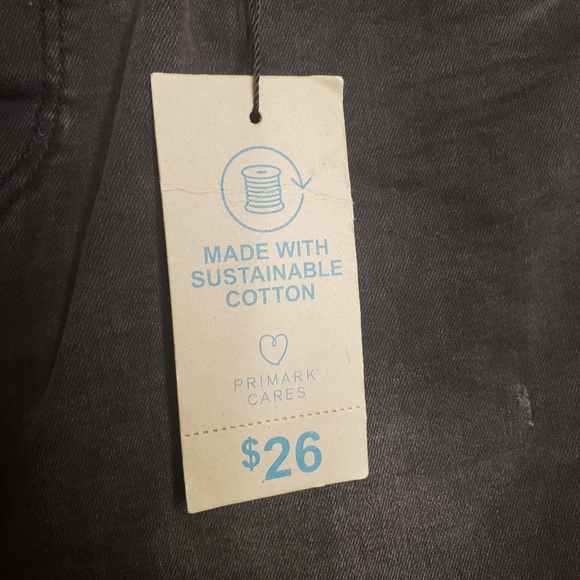 MADE WITH
SUSTAINABLE
COTTON
PRIMARK
CARES
$26